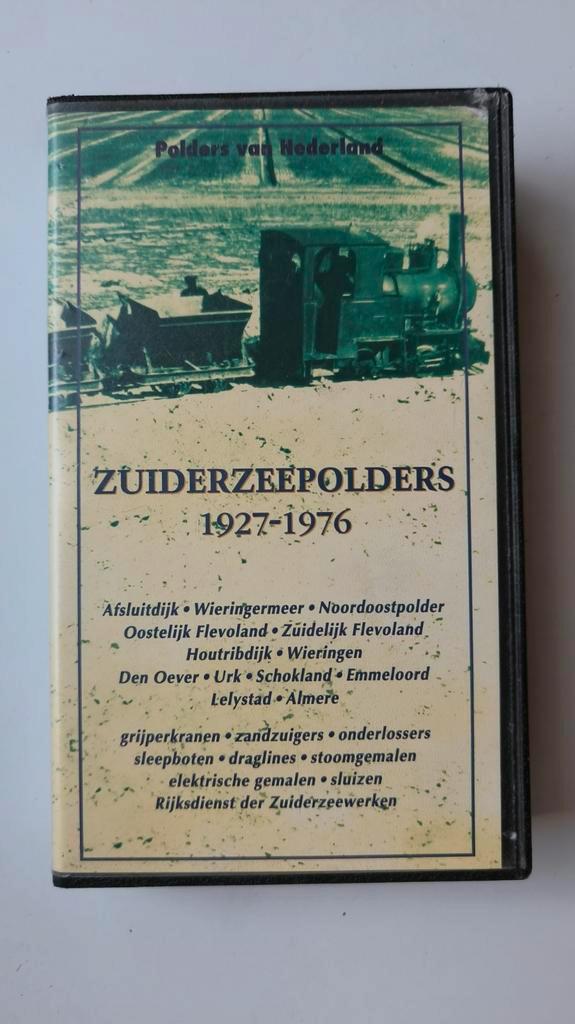 Polders van Nederland
ZUIDERZEEPOLDERS
1927-1976
Afsluitdijk • Wieringermeer • Noordoostpolder
Oostelijk Flevoland • Zuidelijk Flevoland
Houtribdijk • Wieringen
Den Oever • Urk • Schokland • Emmeloord
Lelystad • Almere
grijperkranen • zandzuigers • onderlossers
sleepboten • draglines • stoomgemalen
elektrische gemalen • sluizen
Rijksdienst der Zuiderzeewerken